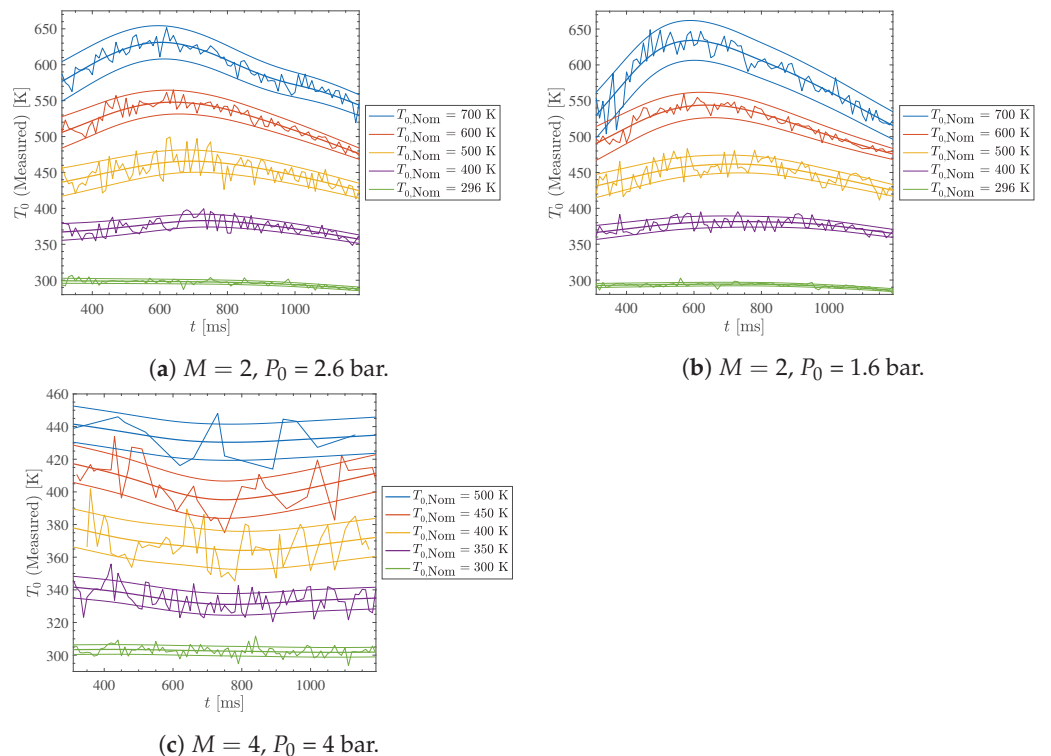 650
600
550
500
450
400
350
300
T0 (Measured) [K]
400 600 800 1000
t [ms]
T0,Nom = 700 K
T0,Nom = 600 K
T0,Nom = 500 K
T0,Nom = 400 K
T0,Nom = 296 K
(a) M = 2, P0 = 2.6 bar.
650
600
550
500
450
400
350
300
T0 (Measured) [K]
400 600 800 1000
t [ms]
T0,Nom = 700 K
T0,Nom = 600 K
T0,Nom = 500 K
T0,Nom = 400 K
T0,Nom = 296 K
(b) M = 2, P0 = 1.6 bar.
460
440
420
400
380
360
340
320
300
T0 (Measured) [K]
400 600 800 1000
t [ms]
T0,Nom = 500 K
T0,Nom = 450 K
T0,Nom = 400 K
T0,Nom = 350 K
T0,Nom = 300 K
(c) M = 4, P0 = 4 bar.